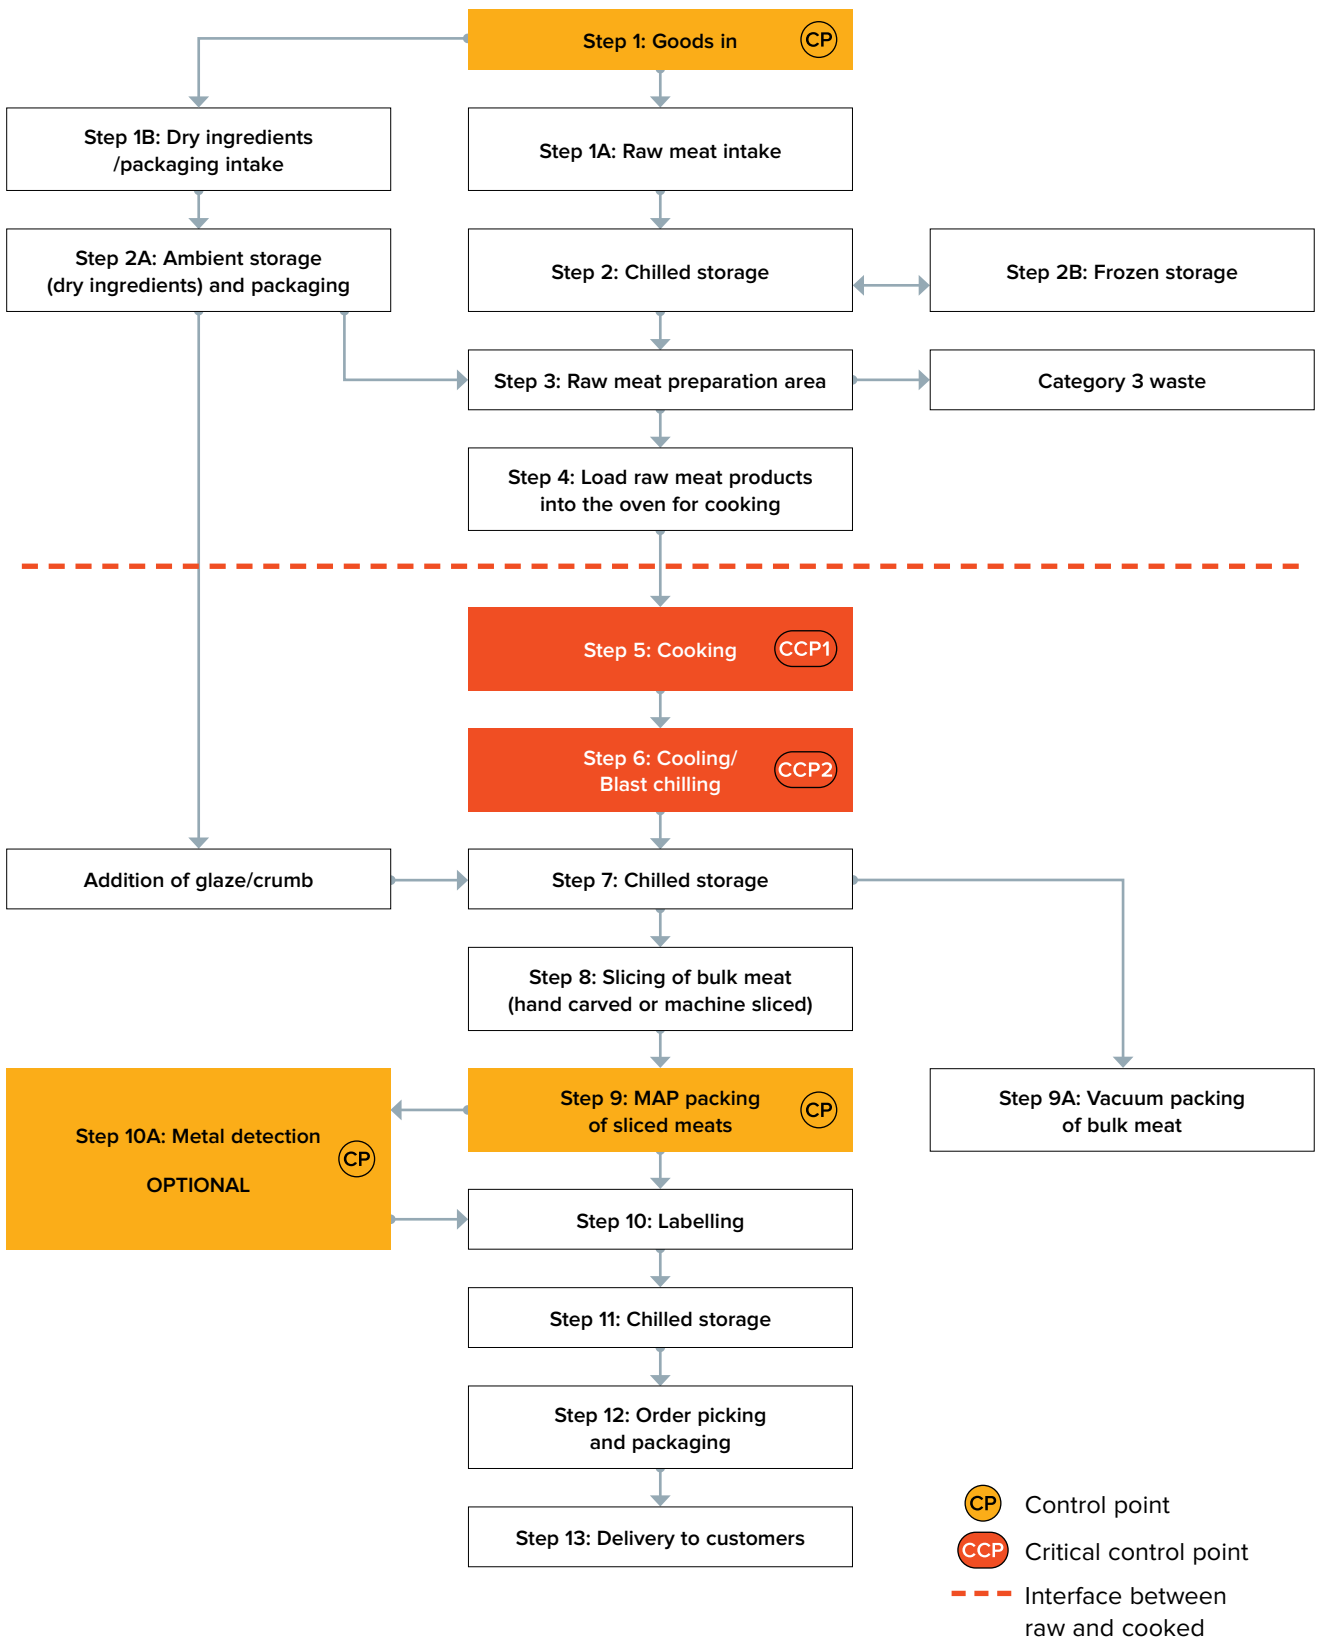 Step 1: Goods in
CP
Step 1B: Dry ingredients
/packaging intake
Step 1A: Raw meat intake
Step 2A: Ambient storage
(dry ingredients) and packaging
Step 2: Chilled storage
Step 2B: Frozen storage
Step 3: Raw meat preparation area
Category 3 waste
Step 4: Load raw meat products
into the oven for cooking
Step 5: Cooking
CCP1
Step 6: Cooling/
Blast chilling
CCP2
Addition of glaze/crumb
Step 7: Chilled storage
Step 8: Slicing of bulk meat
(hand carved or machine sliced)
Step 9: MAP packing
of sliced meats
CP
Step 9A: Vacuum packing
of bulk meat
Step 10A: Metal detection
OPTIONAL
CP
Step 10: Labelling
Step 11: Chilled storage
Step 12: Order picking
and packaging
Step 13: Delivery to customers
CP Control point
CCP Critical control point
Interface between
raw and cooked